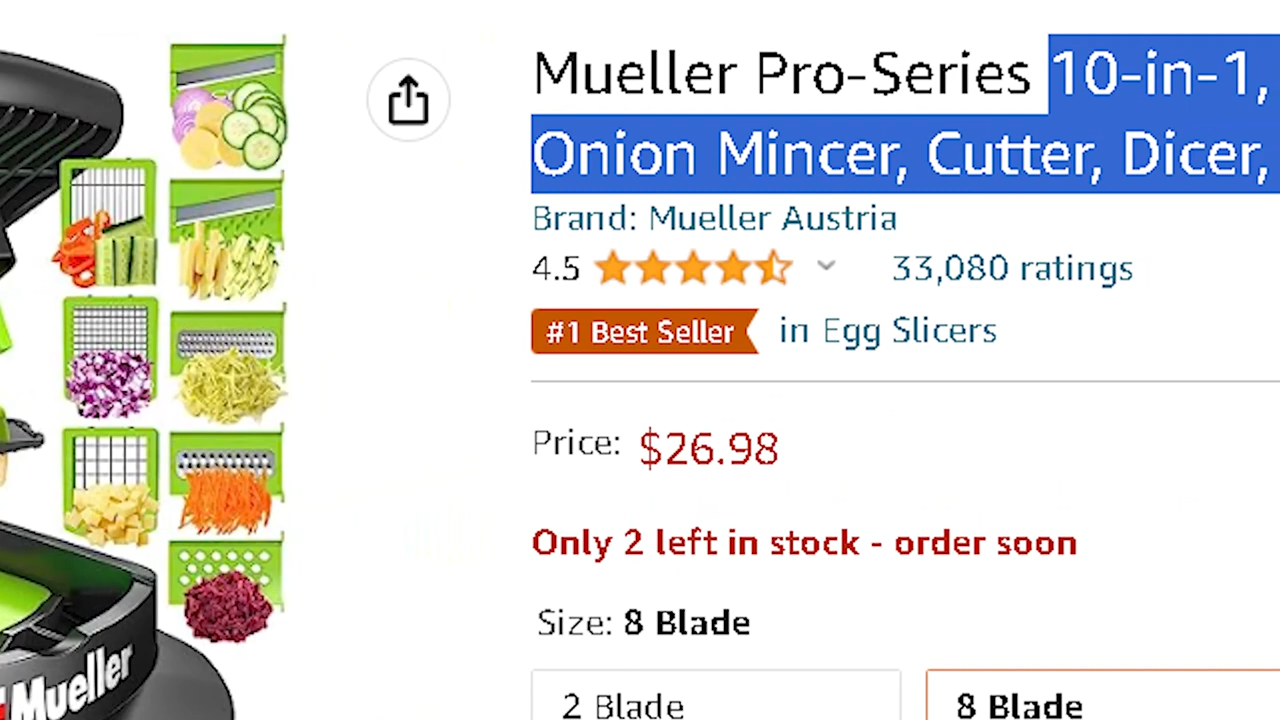 Mueller Pro-Series 10-in-1,
Onion Mincer, Cutter, Dicer,
Brand: Mueller Austria
4.5 33,080 ratings
#1 Best Seller in Egg Slicers
Price: $26.98
Only 2 left in stock - order soon
Size: 8 Blade
2 Blade 8 Blade
Mueller